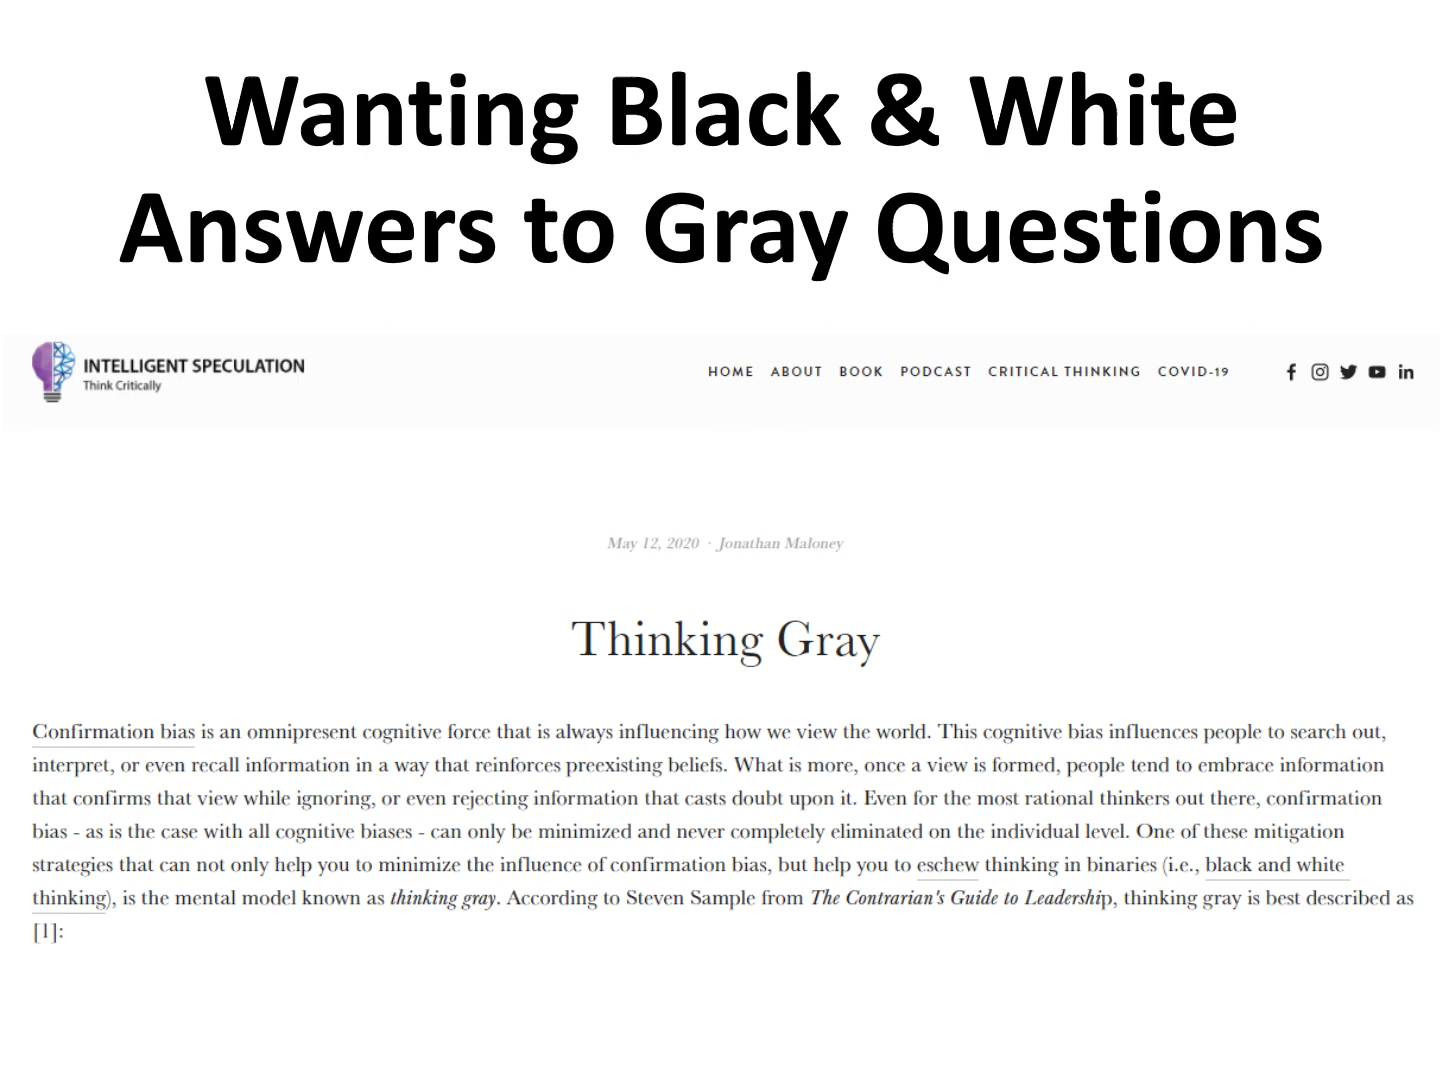 Wanting Black & White
Answers to Gray Questions
INTELLIGENT SPECULATION
Think Critically
HOME ABOUT BOOK PODCAST CRITICAL THINKING COVID-19
May 12, 2020 · Jonathan Maloney
Thinking Gray
Confirmation bias is an omnipresent cognitive force that is always influencing how we view the world. This cognitive bias influences people to search out,
interpret, or even recall information in a way that reinforces preexisting beliefs. What is more, once a view is formed, people tend to embrace information
that confirms that view while ignoring, or even rejecting information that casts doubt upon it. Even for the most rational thinkers out there, confirmation
bias - as is the case with all cognitive biases - can only be minimized and never completely eliminated on the individual level. One of these mitigation
strategies that can not only help you to minimize the influence of confirmation bias, but help you to eschew thinking in binaries (i.e., black and white
thinking), is the mental model known as thinking gray. According to Steven Sample from The Contrarian's Guide to Leadership, thinking gray is best described as
[1]: